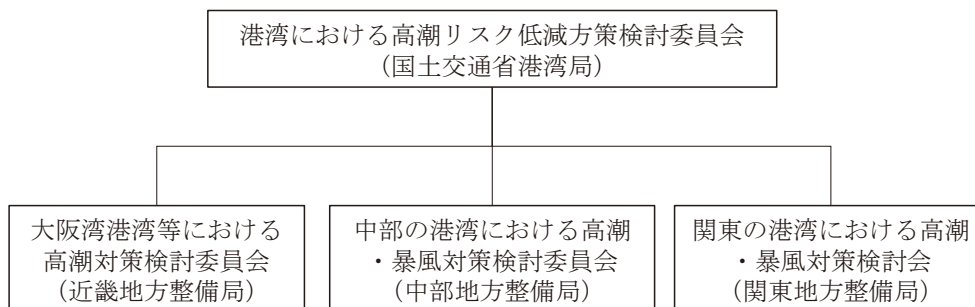 港湾における高潮リスク低減方策検討委員会
（国土交通省港湾局）
大阪湾港湾等における
高潮対策検討委員会
（近畿地方整備局）
中部の港湾における高潮
・暴風対策検討委員会
（中部地方整備局）
関東の港湾における高潮
・暴風対策検討会
（関東地方整備局）